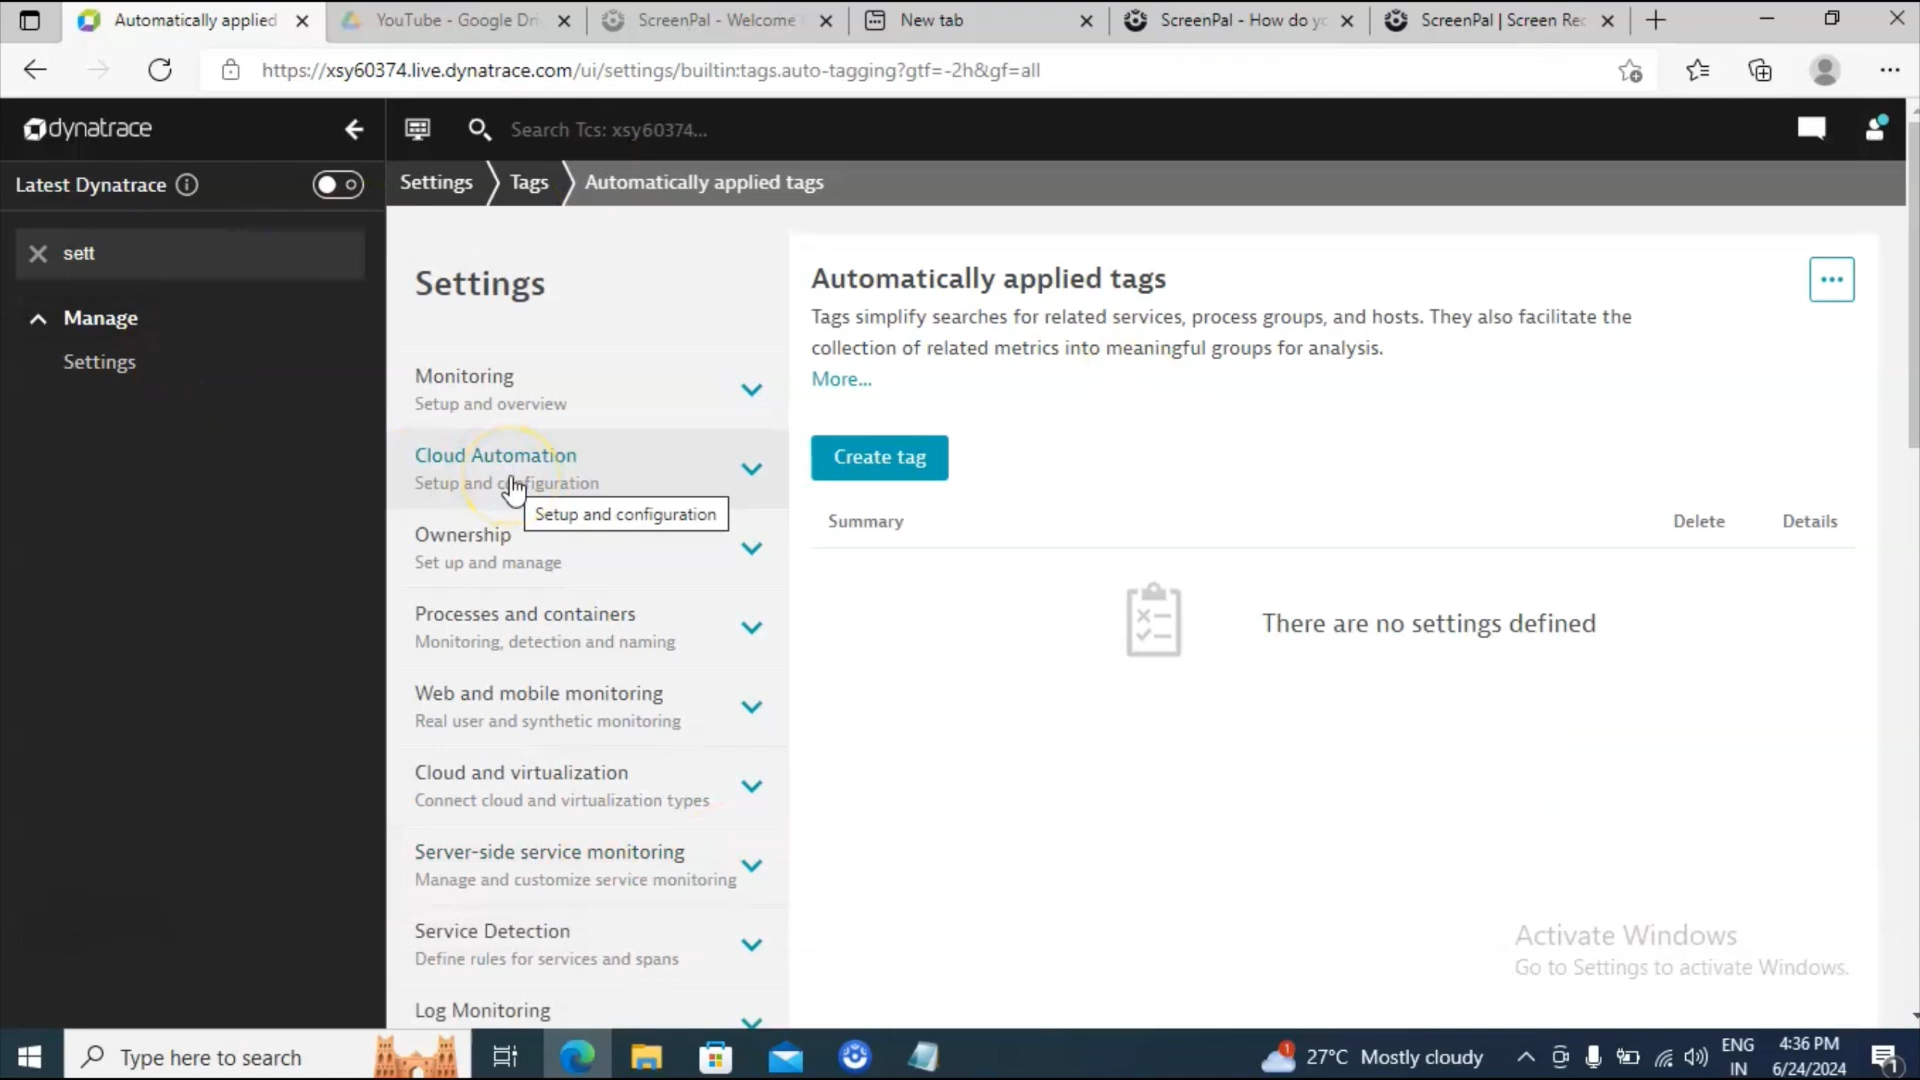 Automatically applied
YouTube - Google Dri
ScreenPal - Welcome
New tab
ScreenPal - How do yo
ScreenPal | Screen Rec
https://xsy60374.live.dynatrace.com/ui/settings/builtin:tags.auto-tagging?gtf=-2h&gf=all
dynatrace
Search Tcs: xsy60374...
Latest Dynatrace
Settings
Tags
Automatically applied tags
sett
Manage
Settings
Settings
Monitoring
Setup and overview
Cloud Automation
Setup and configuration
Setup and configuration
Ownership
Set up and manage
Processes and containers
Monitoring, detection and naming
Web and mobile monitoring
Real user and synthetic monitoring
Cloud and virtualization
Connect cloud and virtualization types
Server-side service monitoring
Manage and customize service monitoring
Service Detection
Define rules for services and spans
Log Monitoring
Automatically applied tags
Tags simplify searches for related services, process groups, and hosts. They also facilitate the
collection of related metrics into meaningful groups for analysis.
More...
Create tag
Summary
Delete
Details
There are no settings defined
Activate Windows
Go to Settings to activate Windows.
Type here to search
1
27°C Mostly cloudy
ENG
IN
4:36 PM
6/24/2024
1